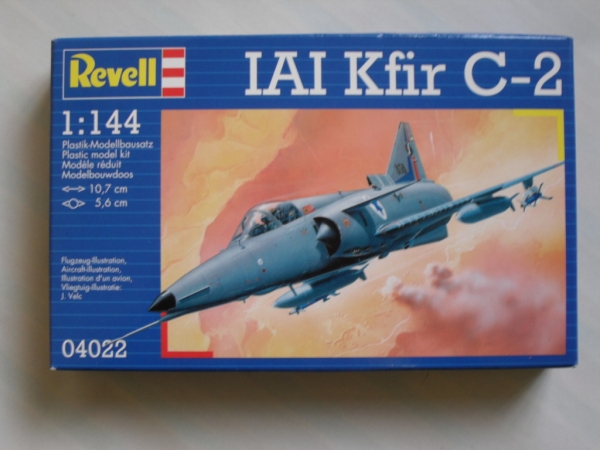 Revell
IAI Kfir C-2
1:144
Plastik-Modellbausatz
Plastic model kit
Modèle réduit
Modelbouwdoos
10,7 cm
5,6 cm
Flugzeug-Illustration,
Aircraft-illustration,
Illustration d'un avion,
Vliegtuig-illustratie:
J. Velc
04022